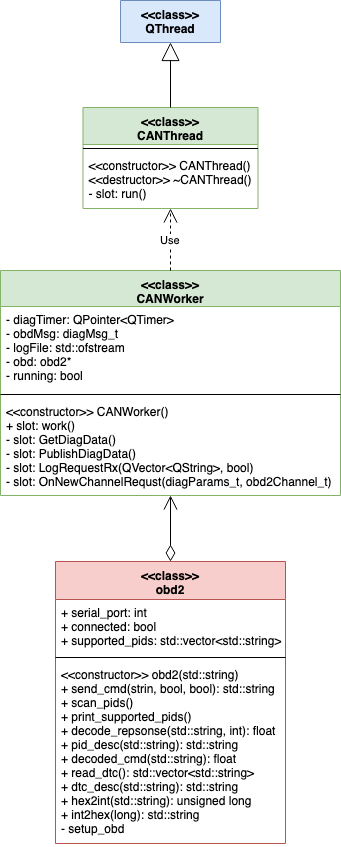 <<class>>
QThread
<<class>>
CANThread
<<constructor>> CANThread()
<<destructor>> ~CANThread()
- slot: run()
Use
<<class>>
CANWorker
- diagTimer: QPointer<QTimer>
- obdMsg: diagMsg_t
- logFile: std::ofstream
- obd: obd2*
- running: bool
<<constructor>> CANWorker()
+ slot: work()
- slot: GetDiagData()
- slot: PublishDiagData()
- slot: LogRequestRx(QVector<QString>, bool)
- slot: OnNewChannelRequst(diagParams_t, obd2Channel_t)
<<class>>
obd2
+ serial_port: int
+ connected: bool
+ supported_pids: std::vector<std::string>
<<constructor>> obd2(std::string)
+ send_cmd(strin, bool, bool): std::string
+ scan_pids()
+ print_supported_pids()
+ decode_repsonse(std::string, int): float
+ pid_desc(std::string): std::string
+ decoded_cmd(std::string): float
+ read_dtc(): std::vector<std::string>
+ dtc_desc(std::string): std::string
+ hex2int(std::string): unsigned long
+ int2hex(long): std::string
- setup_obd